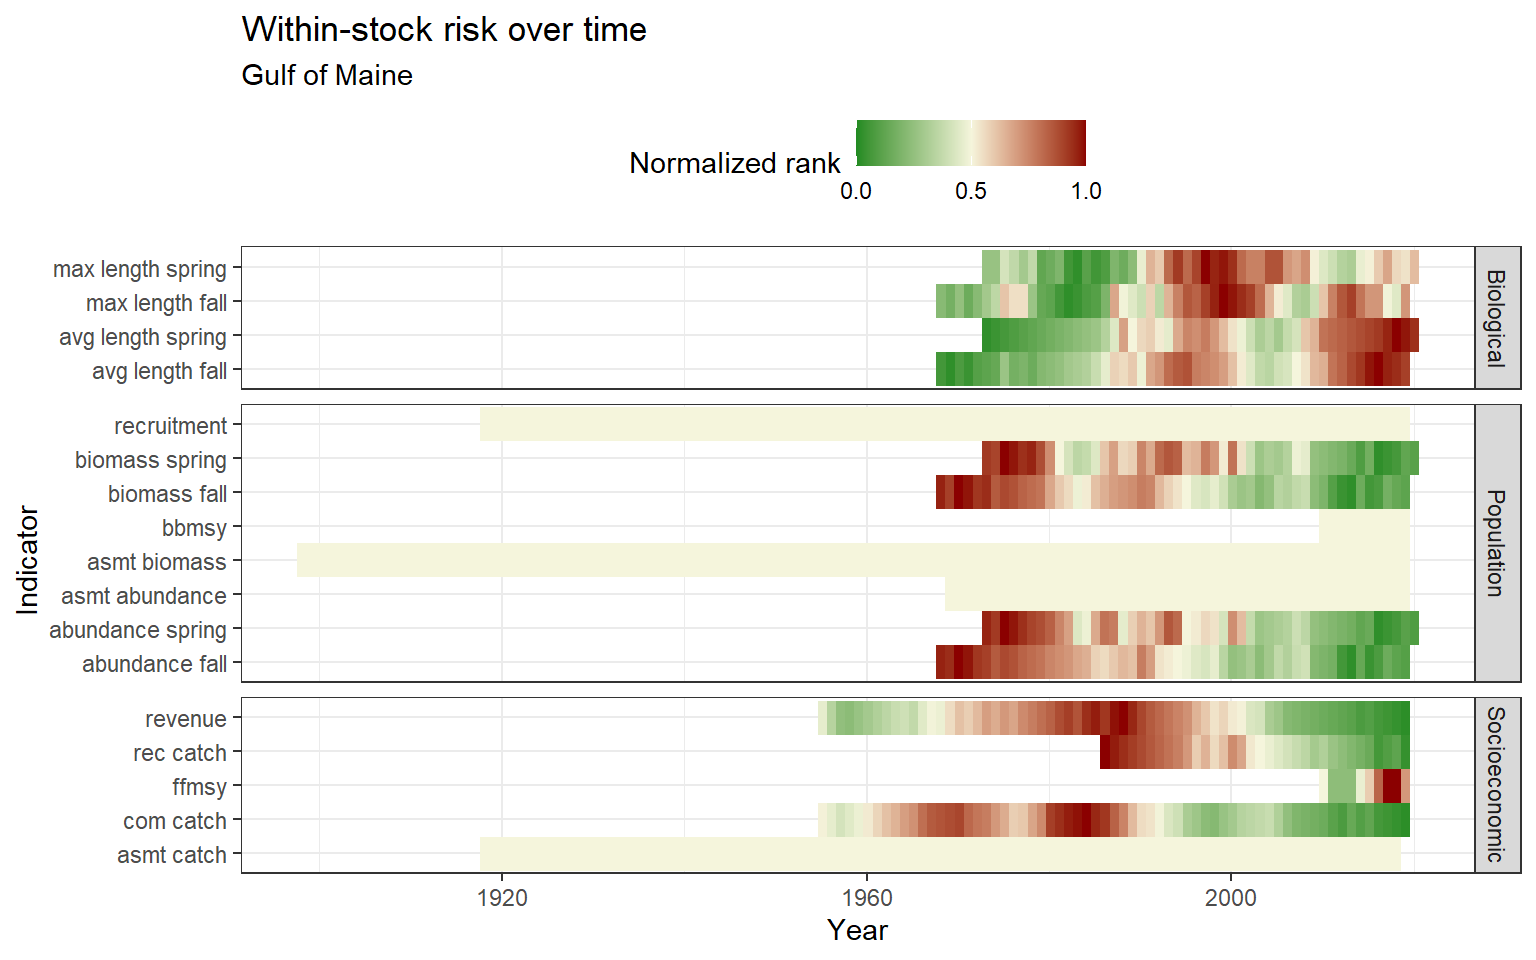 Within-stock risk over time
Gulf of Maine
Normalized rank
0.0 0.5 1.0
max length spring
max length fall
avg length spring
avg length fall
Biological
recruitment
biomass spring
biomass fall
bbmsy
asmt biomass
asmt abundance
abundance spring
abundance fall
Population
revenue
rec catch
ffmsy
com catch
asmt catch
Socioeconomic
Indicator
1920 1960 2000
Year